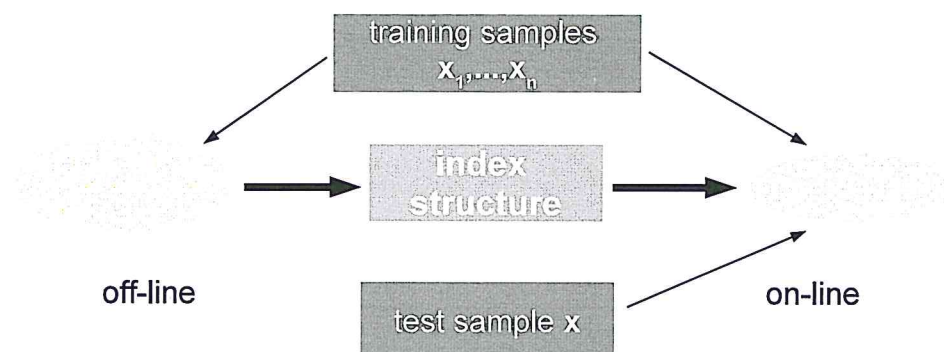 training samples
x₁,...,xₙ
index
structure
off-line
on-line
test sample x